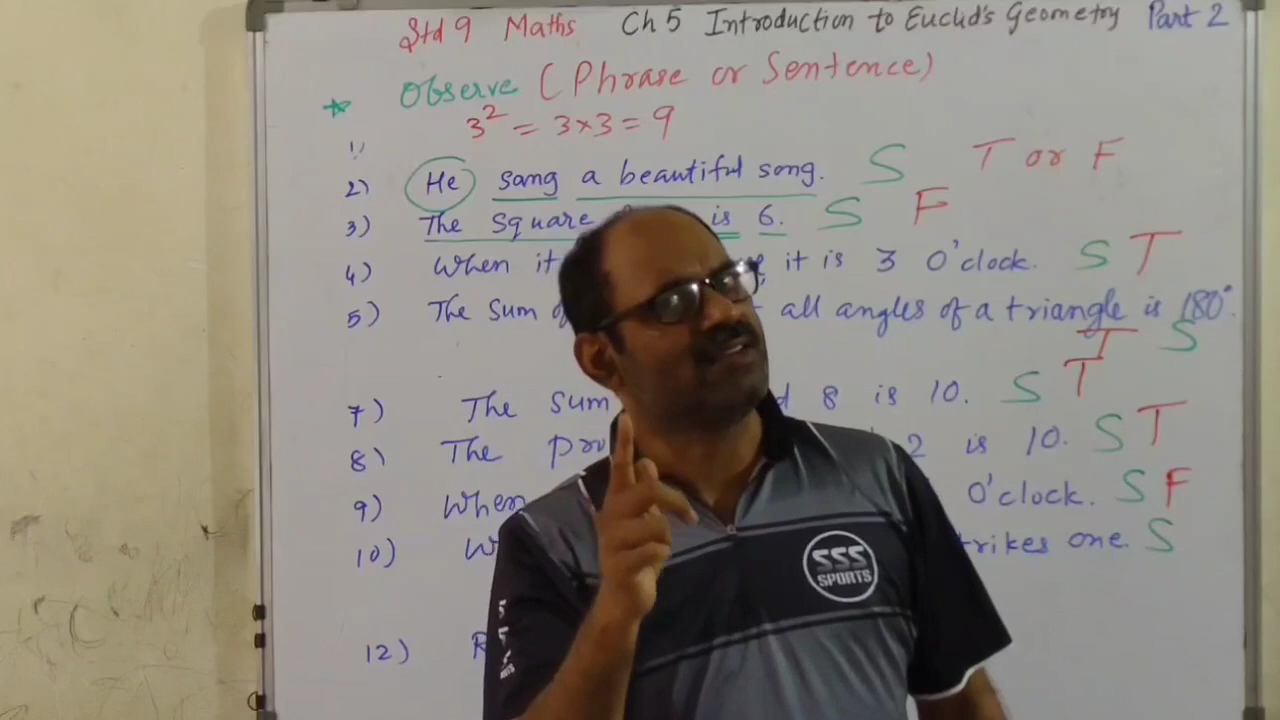 Std 9 Maths Ch 5 Introduction to Euclid's Geometry Part 2
* Observe (Phrase or Sentence)
3² = 3×3 = 9
1)
2) He sang a beautiful song. S T or F
3) The square is 6. S F
4) When it it is 3 O'clock. S T
5) The Sum all angles of a triangle is 180°.
T S
7) The sum 8 is 10. S T
8) The 2 is 10. S T
9) When O'clock. S F
10) one. S
12)
SSS
SPORTS